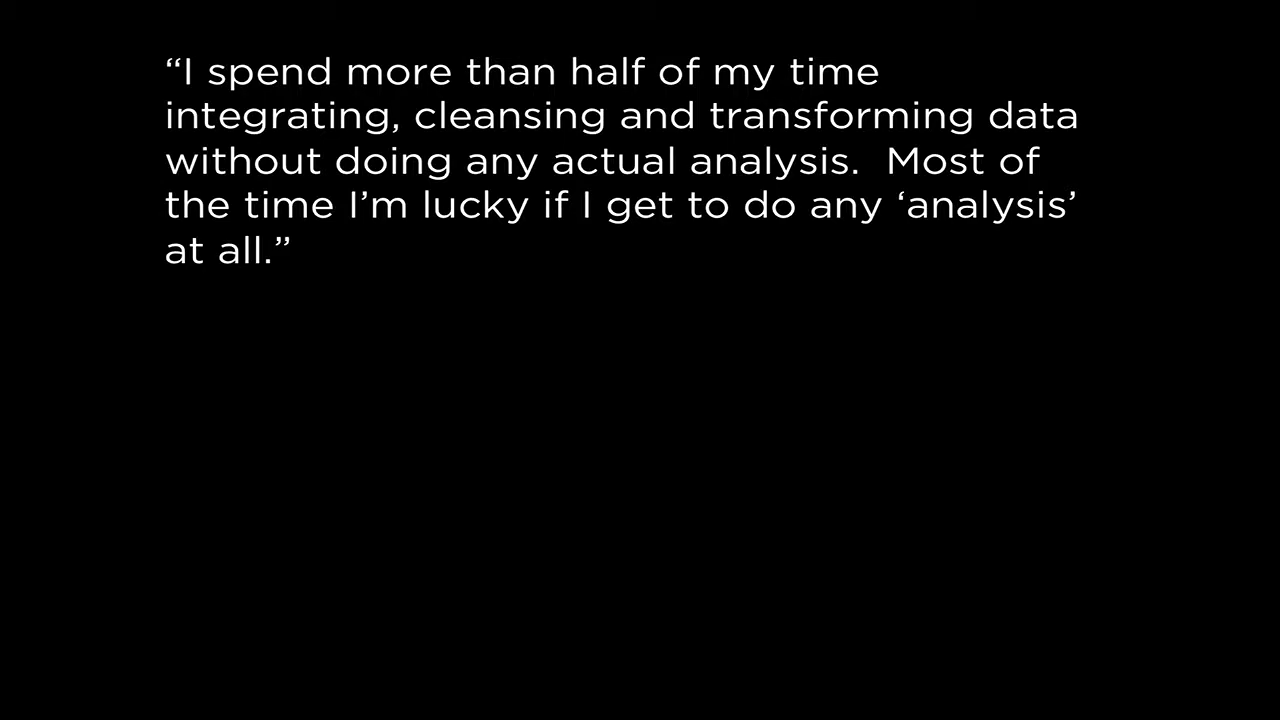 “I spend more than half of my time
integrating, cleansing and transforming data
without doing any actual analysis.  Most of
the time I’m lucky if I get to do any ‘analysis’
at all.”